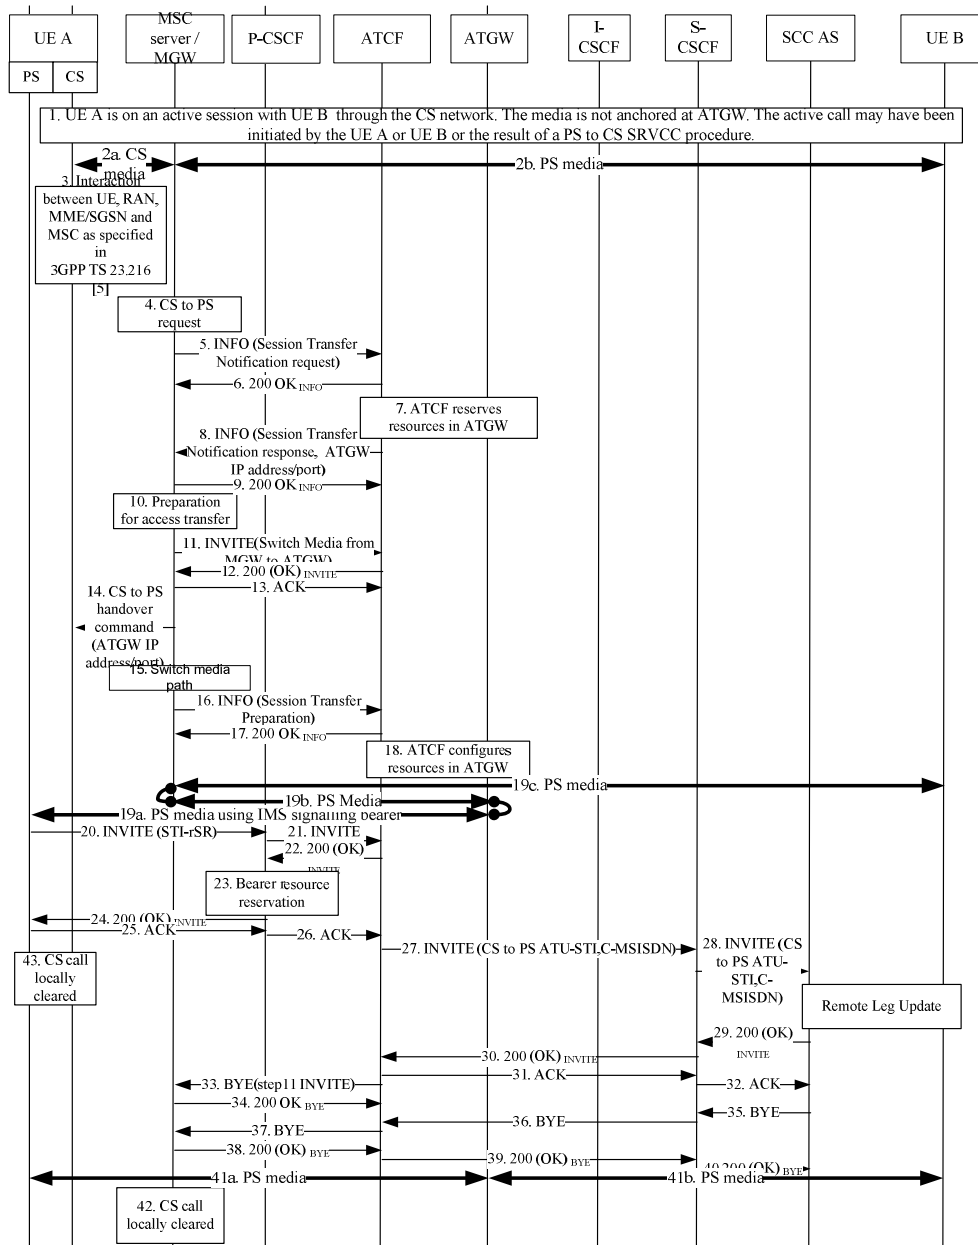 UE A
MSC
server /
MGW
P-CSCF
ATCF
ATGW
I-
CSCF
S-
CSCF
SCC AS
UE B
PS
CS
1. UE A is on an active session with UE B through the CS network. The media is not anchored at ATGW. The active call may have been
initiated by the UE A or UE B or the result of a PS to CS SRVCC procedure.
2a. CS
media
2b. PS media
3. Interaction
between UE, RAN,
MME/SGSN and
MSC as specified
in
3GPP TS 23.216
[5]
4. CS to PS
request
5. INFO (Session Transfer
Notification request)
6. 200 OK INFO
7. ATCF reserves
resources in ATGW
8. INFO (Session Transfer
Notification response, ATGW
IP address/port)
9. 200 OK INFO
10. Preparation
for access transfer
11. INVITE(Switch Media from
MGW to ATGW)
12. 200 (OK) INVITE
13. ACK
14. CS to PS
handover
command
(ATGW IP
address/port)
15. Switch media
path
16. INFO (Session Transfer
Preparation)
17. 200 OK INFO
18. ATCF configures
resources in ATGW
19c. PS media
19b. PS Media
19a. PS media using IMS signalling bearer
20. INVITE (STI-rSR)
21. INVITE
22. 200 (OK)
INVITE
23. Bearer resource
reservation
24. 200 (OK) INVITE
25. ACK
26. ACK
27. INVITE (CS to PS ATU-STI,C-MSISDN)
28. INVITE (CS
to PS ATU-
STI,C-
MSISDN)
43. CS call
locally
cleared
Remote Leg Update
29. 200 (OK)
INVITE
30. 200 (OK) INVITE
31. ACK
32. ACK
33. BYE(step11 INVITE)
34. 200 OK BYE
35. BYE
36. BYE
37. BYE
38. 200 (OK) BYE
39. 200 (OK) BYE
40. 200 (OK) BYE
41a. PS media
41b. PS media
42. CS call
locally cleared